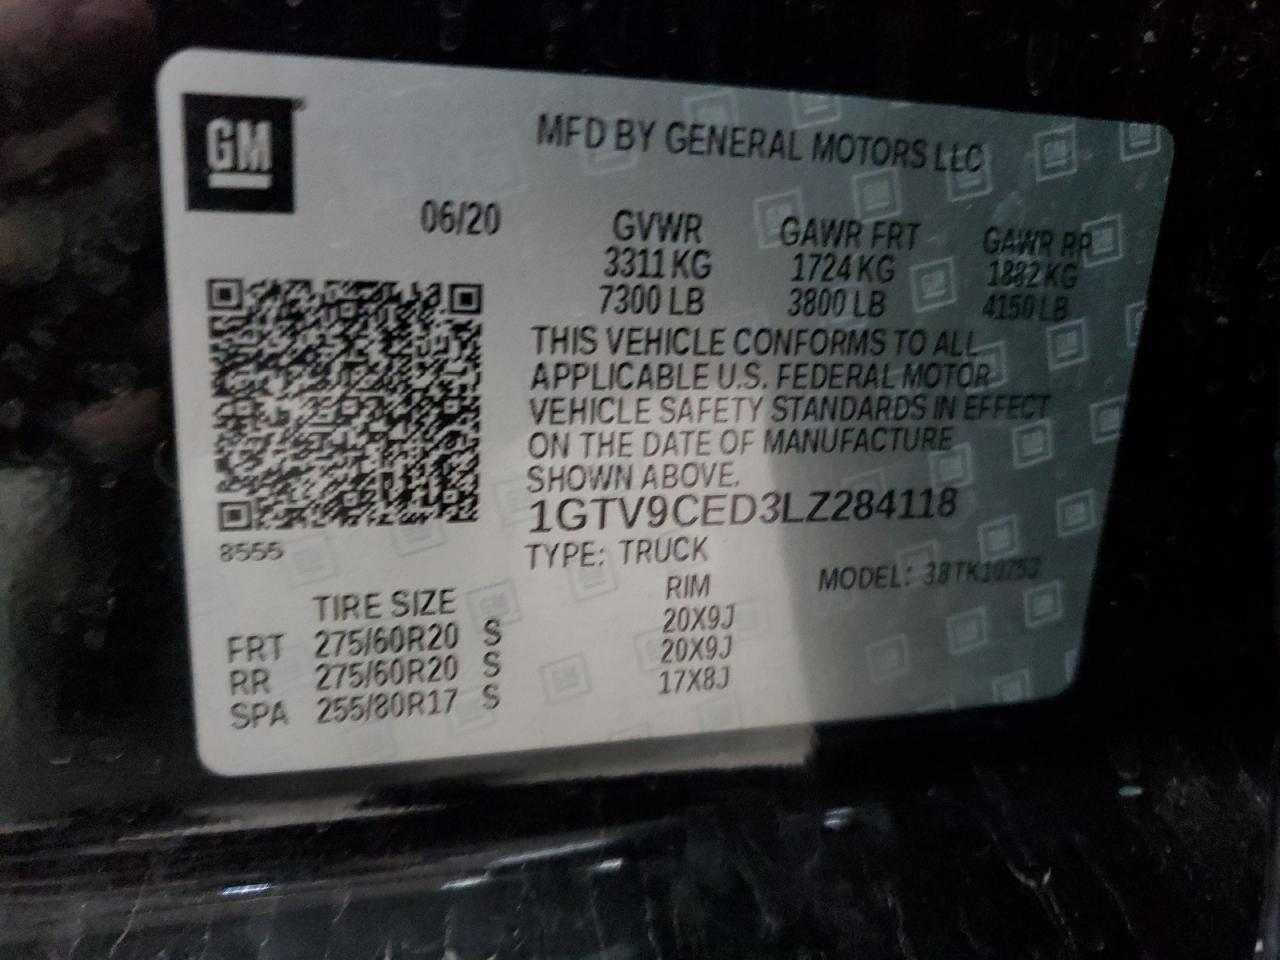 GM
MFD BY GENERAL MOTORS LLC
06/20 GVWR GAWR FRT GAWR RR
3311 KG 1724 KG 1882 KG
7300 LB 3800 LB 4150 LB
THIS VEHICLE CONFORMS TO ALL
APPLICABLE U.S. FEDERAL MOTOR
VEHICLE SAFETY STANDARDS IN EFFECT
ON THE DATE OF MANUFACTURE
SHOWN ABOVE.
1GTV9CED3LZ284118
8555
TYPE: TRUCK
MODEL: 38TK10753
TIRE SIZE RIM
FRT 275/60R20 S 20X9J
RR 275/60R20 S 20X9J
SPA 255/80R17 S 17X8J